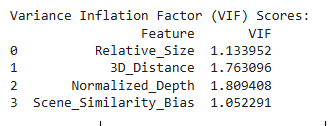 Variance Inflation Factor (VIF) Scores:
Feature VIF
0 Relative_Size 1.133952
1 3D_Distance 1.763096
2 Normalized_Depth 1.809408
3 Scene_Similarity_Bias 1.052291